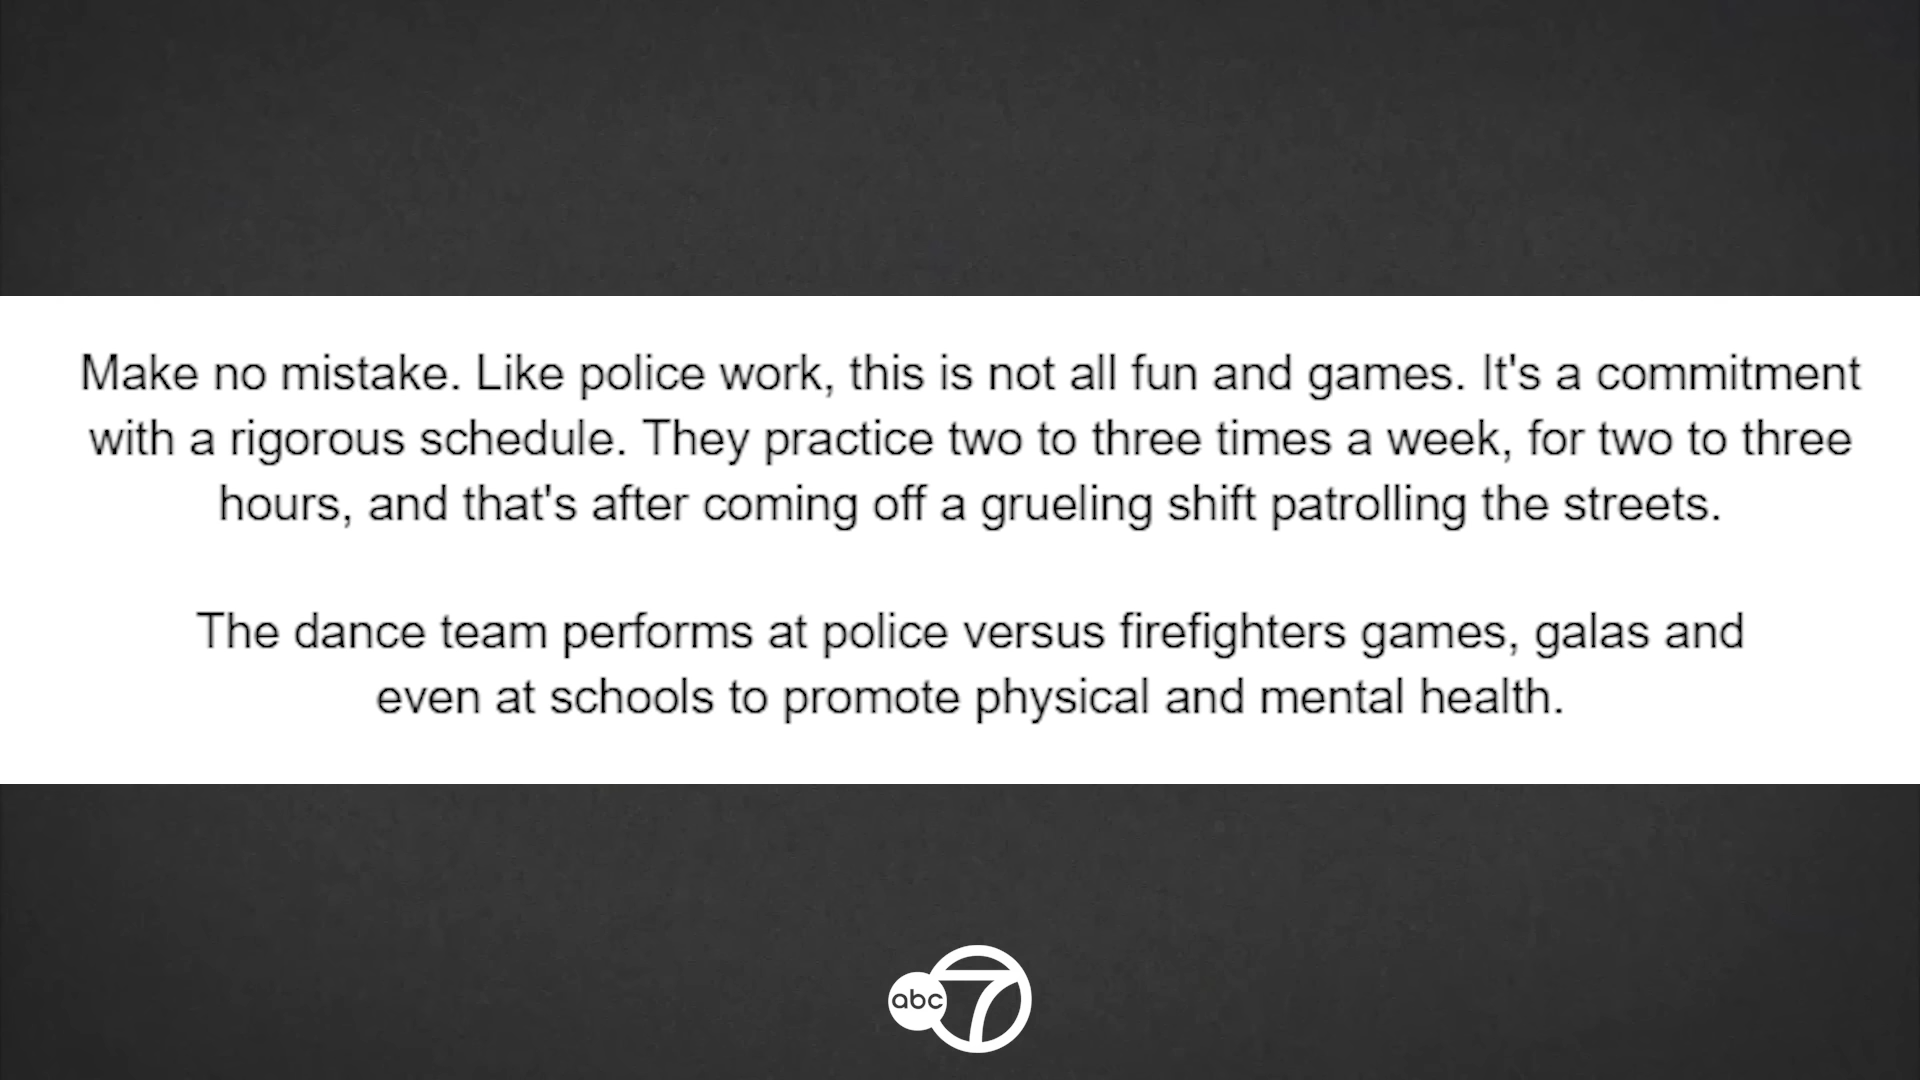 Make no mistake. Like police work, this is not all fun and games. It's a commitment
with a rigorous schedule. They practice two to three times a week, for two to three
hours, and that's after coming off a grueling shift patrolling the streets.
The dance team performs at police versus firefighters games, galas and
even at schools to promote physical and mental health.
abc 7